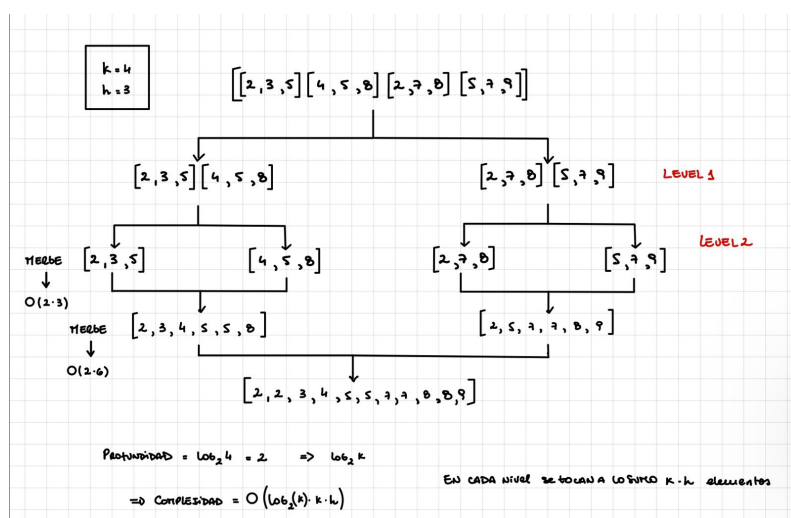 k=4
h=3
[[2,3,5][4,5,8][2,7,8][5,7,9]]
[2,3,5][4,5,8]
[2,7,8][5,7,9]
LEVEL 1
LEVEL 2
MERGE
[2,3,5]
[4,5,8]
[2,7,8]
[5,7,9]
O(2·3)
MERGE
[2,3,4,5,5,8]
[2,5,7,7,8,9]
O(2·6)
[2,2,3,4,5,5,7,7,8,8,9]
PROFUNDIDAD = LOG₂4 = 2 => LOG₂K
EN CADA NIVEL se tocan A LO SUMO K·h elementos
=> COMPLEJIDAD = O(LOG₂(K)·K·h)